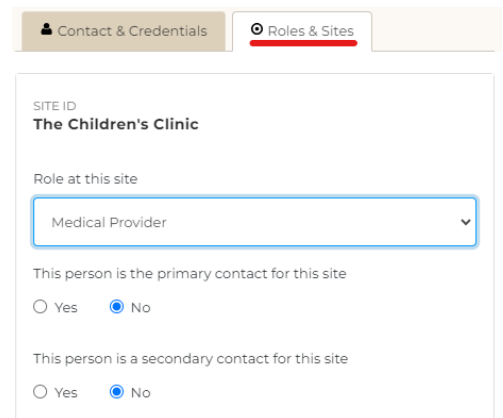 Contact & Credentials
Roles & Sites
SITE ID
The Children's Clinic
Role at this site
Medical Provider
This person is the primary contact for this site
Yes No
This person is a secondary contact for this site
Yes No